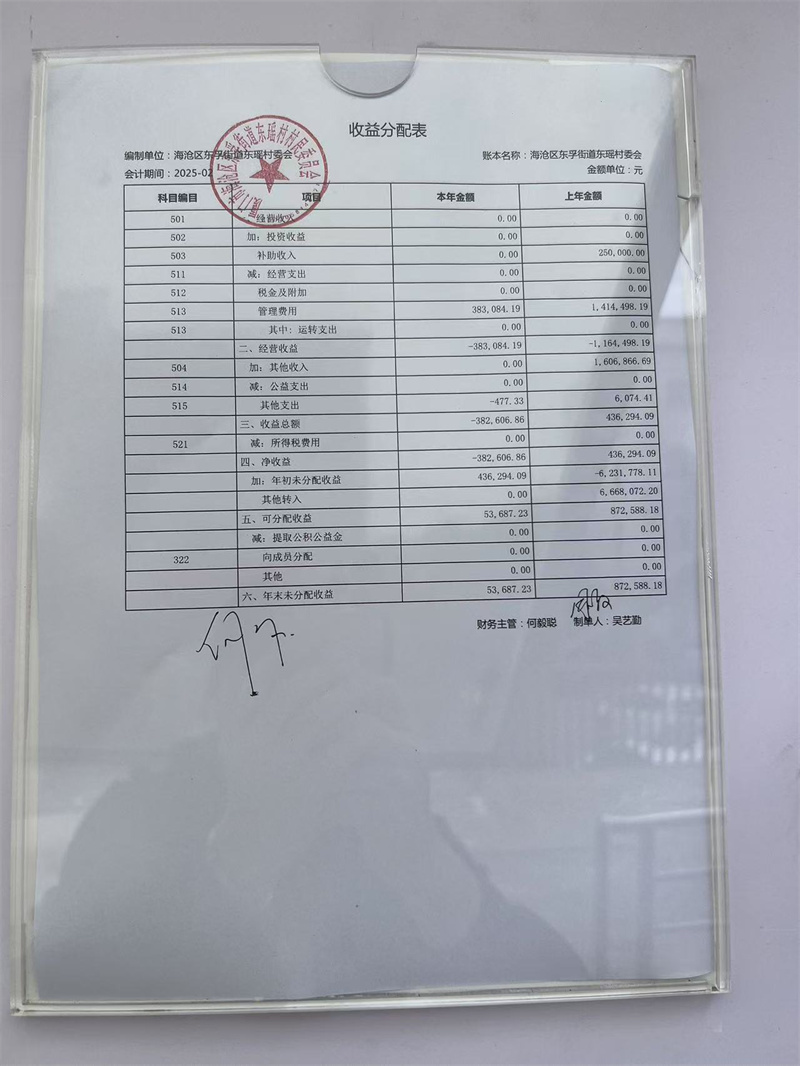 收益分配表
编制单位：海沧区东孚街道东瑶村委会 账本名称：海沧区东孚街道东瑶村委会
会计期间：2025-02 金额单位：元
科目编目 项目 本年金额 上年金额
501 一、经营收入 0.00 0.00
502 加：投资收益 0.00 0.00
503 补助收入 0.00 250,000.00
511 减：经营支出 0.00 0.00
512 税金及附加 0.00 0.00
513 管理费用 383,084.19 1,414,498.19
513 其中：运转支出 0.00 0.00
二、经营收益 -383,084.19 -1,164,498.19
504 加：其他收入 0.00 1,606,866.69
514 减：公益支出 0.00 0.00
515 其他支出 -477.33 6,074.41
三、收益总额 -382,606.86 436,294.09
521 减：所得税费用 0.00 0.00
四、净收益 -382,606.86 436,294.09
加：年初未分配收益 436,294.09 -6,231,778.11
其他转入 0.00 6,668,072.20
五、可分配收益 53,687.23 872,588.18
减：提取公积公益金 0.00 0.00
322 向成员分配 0.00 0.00
其他 0.00 0.00
六、年末未分配收益 53,687.23 872,588.18
财务主管：何毅聪 制单人：吴艺勤